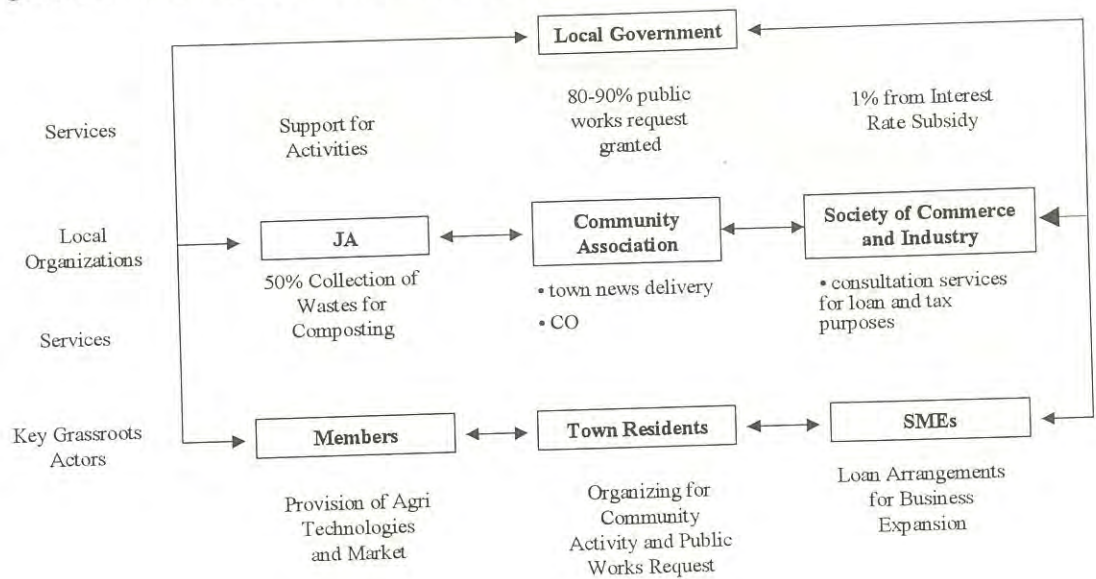 Local Government
Services
Support for
Activities
80-90% public
works request
granted
1% from Interest
Rate Subsidy
Local
Organizations
JA
Community
Association
Society of Commerce
and Industry
50% Collection of
Wastes for
Composting
• town news delivery
• CO
• consultation services
for loan and tax
purposes
Services
Key Grassroots
Actors
Members
Town Residents
SMEs
Provision of Agri
Technologies
and Market
Organizing for
Community
Activity and Public
Works Request
Loan Arrangements
for Business
Expansion